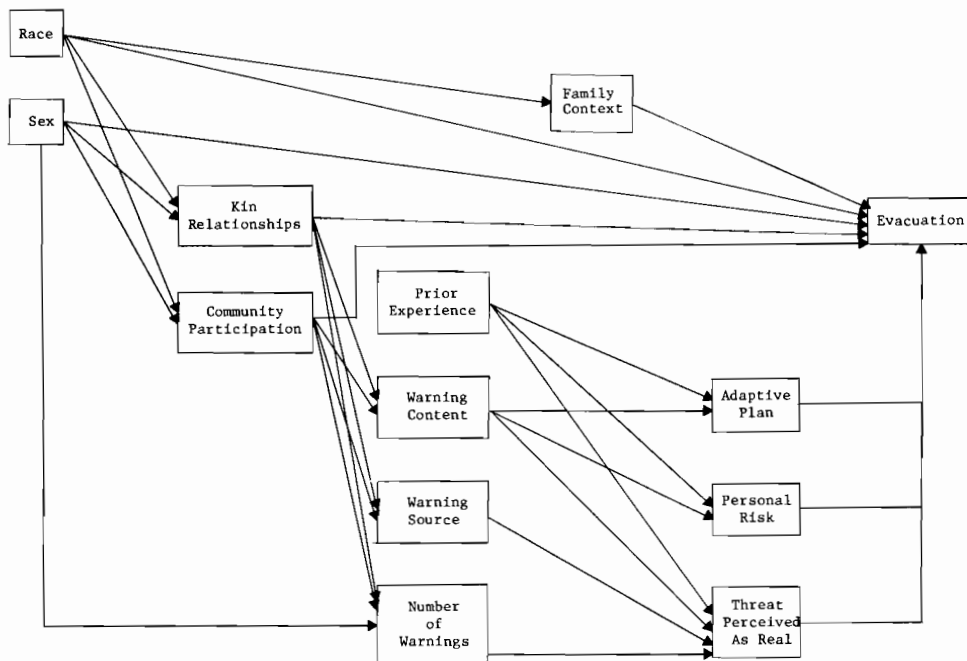 Race
Family
Context
Sex
Kin
Relationships
Evacuation
Prior
Experience
Community
Participation
Warning
Content
Adaptive
Plan
Warning
Source
Personal
Risk
Number
of
Warnings
Threat
Perceived
As Real